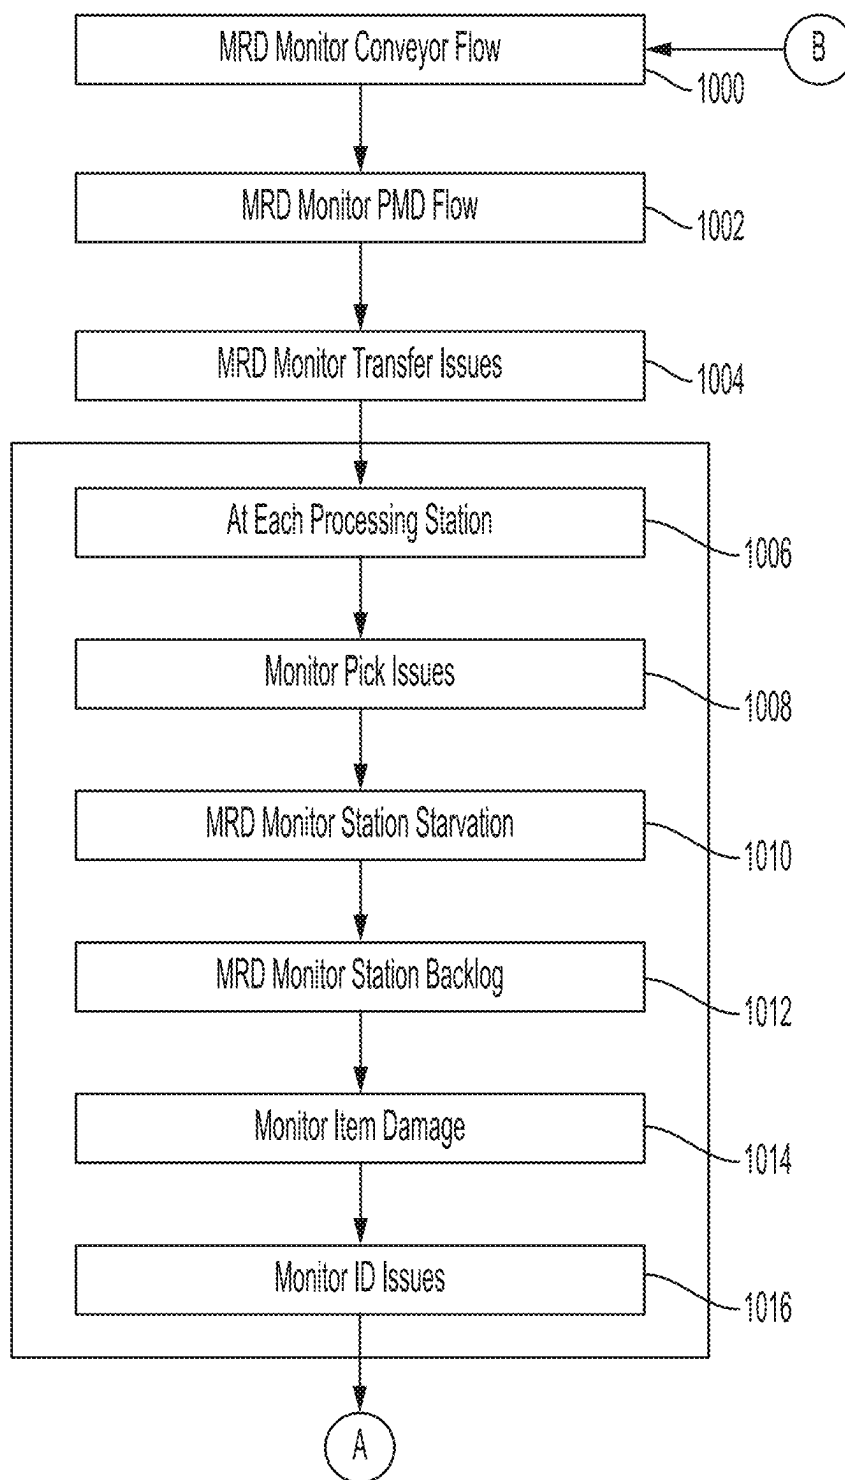 MRD Monitor Conveyor Flow
B
1000
MRD Monitor PMD Flow
1002
MRD Monitor Transfer Issues
1004
At Each Processing Station
1006
Monitor Pick Issues
1008
MRD Monitor Station Starvation
1010
MRD Monitor Station Backlog
1012
Monitor Item Damage
1014
Monitor ID Issues
1016
A